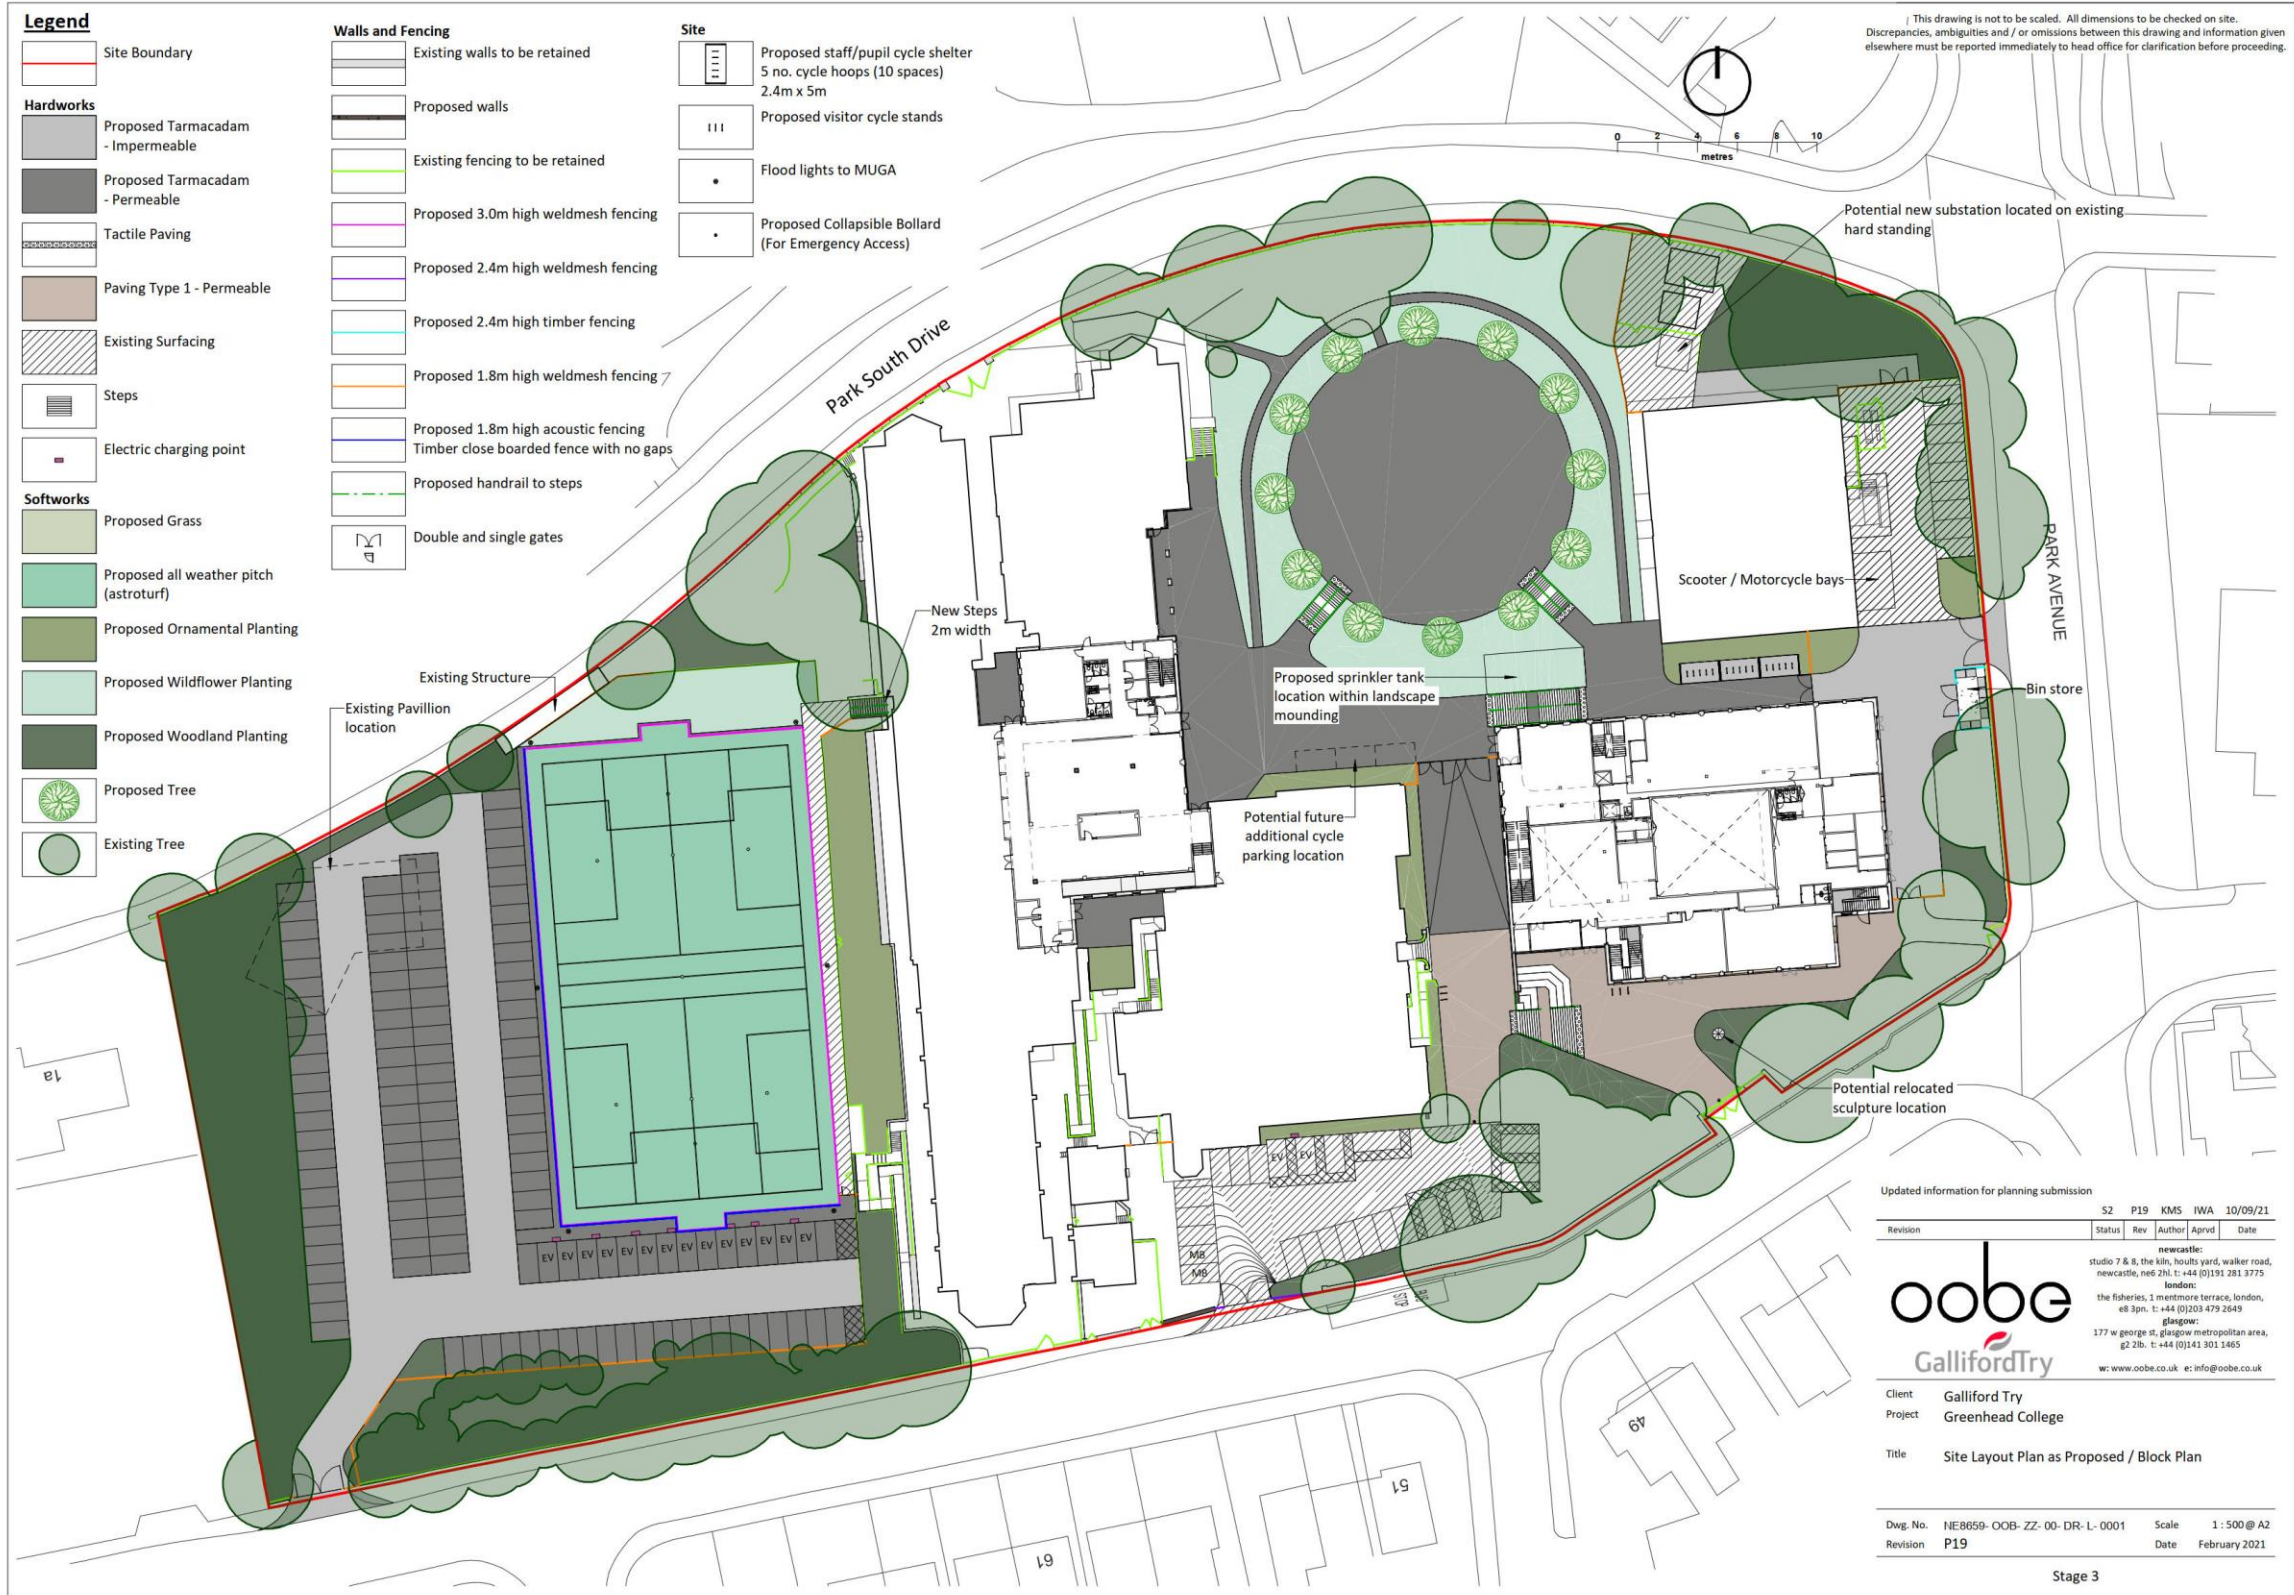 Legend
Site Boundary
Hardworks
Proposed Tarmacadam
- Impermeable
Proposed Tarmacadam
- Permeable
Tactile Paving
Paving Type 1 - Permeable
Existing Surfacing
Steps
Electric charging point
Softworks
Proposed Grass
Proposed all weather pitch
(astroturf)
Proposed Ornamental Planting
Proposed Wildflower Planting
Proposed Woodland Planting
Proposed Tree
Existing Tree
Walls and Fencing
Existing walls to be retained
Proposed walls
Existing fencing to be retained
Proposed 3.0m high weldmesh fencing
Proposed 2.4m high weldmesh fencing
Proposed 2.4m high timber fencing
Proposed 1.8m high weldmesh fencing
Proposed 1.8m high acoustic fencing
Timber close boarded fence with no gaps
Proposed handrail to steps
Double and single gates
Site
Proposed staff/pupil cycle shelter
5 no. cycle hoops (10 spaces)
2.4m x 5m
Proposed visitor cycle stands
Flood lights to MUGA
Proposed Collapsible Bollard
(For Emergency Access)
This drawing is not to be scaled. All dimensions to be checked on site.
Discrepancies, ambiguities and / or omissions between this drawing and information given
elsewhere must be reported immediately to head office for clarification before proceeding.
0 2 4 6 8 10
metres
Potential new substation located on existing
hard standing
Park South Drive
PARK AVENUE
Scooter / Motorcycle bays
New Steps
2m width
Existing Structure
Existing Pavillion
location
Proposed sprinkler tank
location within landscape
mounding
Bin store
Potential future
additional cycle
parking location
Potential relocated
sculpture location
1a
EV EV
MB
MB
EV EV EV EV EV EV EV EV EV EV EV EV EV EV
BUS
STOP
49
51
61
Updated information for planning submission
S2 P19 KMS IWA 10/09/21
Revision Status Rev Author Aprvd Date
oobe
newcastle:
studio 7 & 8, the kiln, hoults yard, walker road,
newcastle, ne6 2hl. t: +44 (0)191 281 3775
london:
the fisheries, 1 mentmore terrace, london,
e8 3pn. t: +44 (0)203 479 2649
glasgow:
177 w george st, glasgow metropolitan area,
g2 2lb. t: +44 (0)141 301 1465
w: www.oobe.co.uk e: info@oobe.co.uk
GallifordTry
Client Galliford Try
Project Greenhead College
Title Site Layout Plan as Proposed / Block Plan
Dwg. No. NE8659- OOB- ZZ- 00- DR- L- 0001 Scale 1 : 500 @ A2
Revision P19 Date February 2021
Stage 3